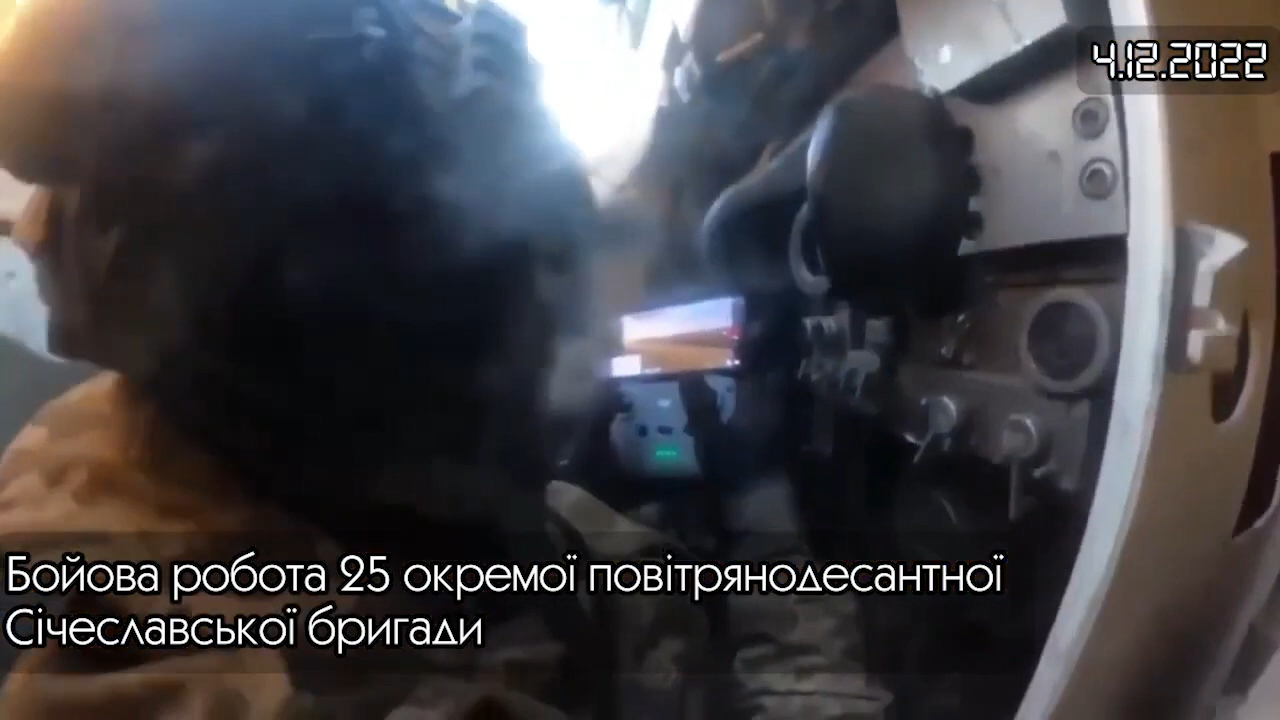 4.12.2022
Бойова робота 25 окремої повітрянодесантної
Січеславської бригади